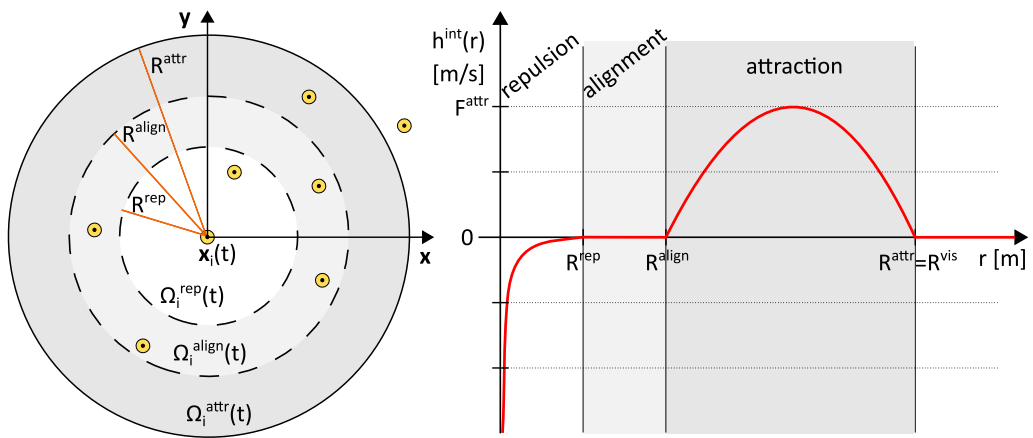 y
R^attr
R^align
R^rep
x_i(t)
x
Ω_i^rep(t)
Ω_i^align(t)
Ω_i^attr(t)
h^int(r)
[m/s]
repulsion
alignment
attraction
F^attr
0
R^rep
R^align
R^attr=R^vis
r [m]